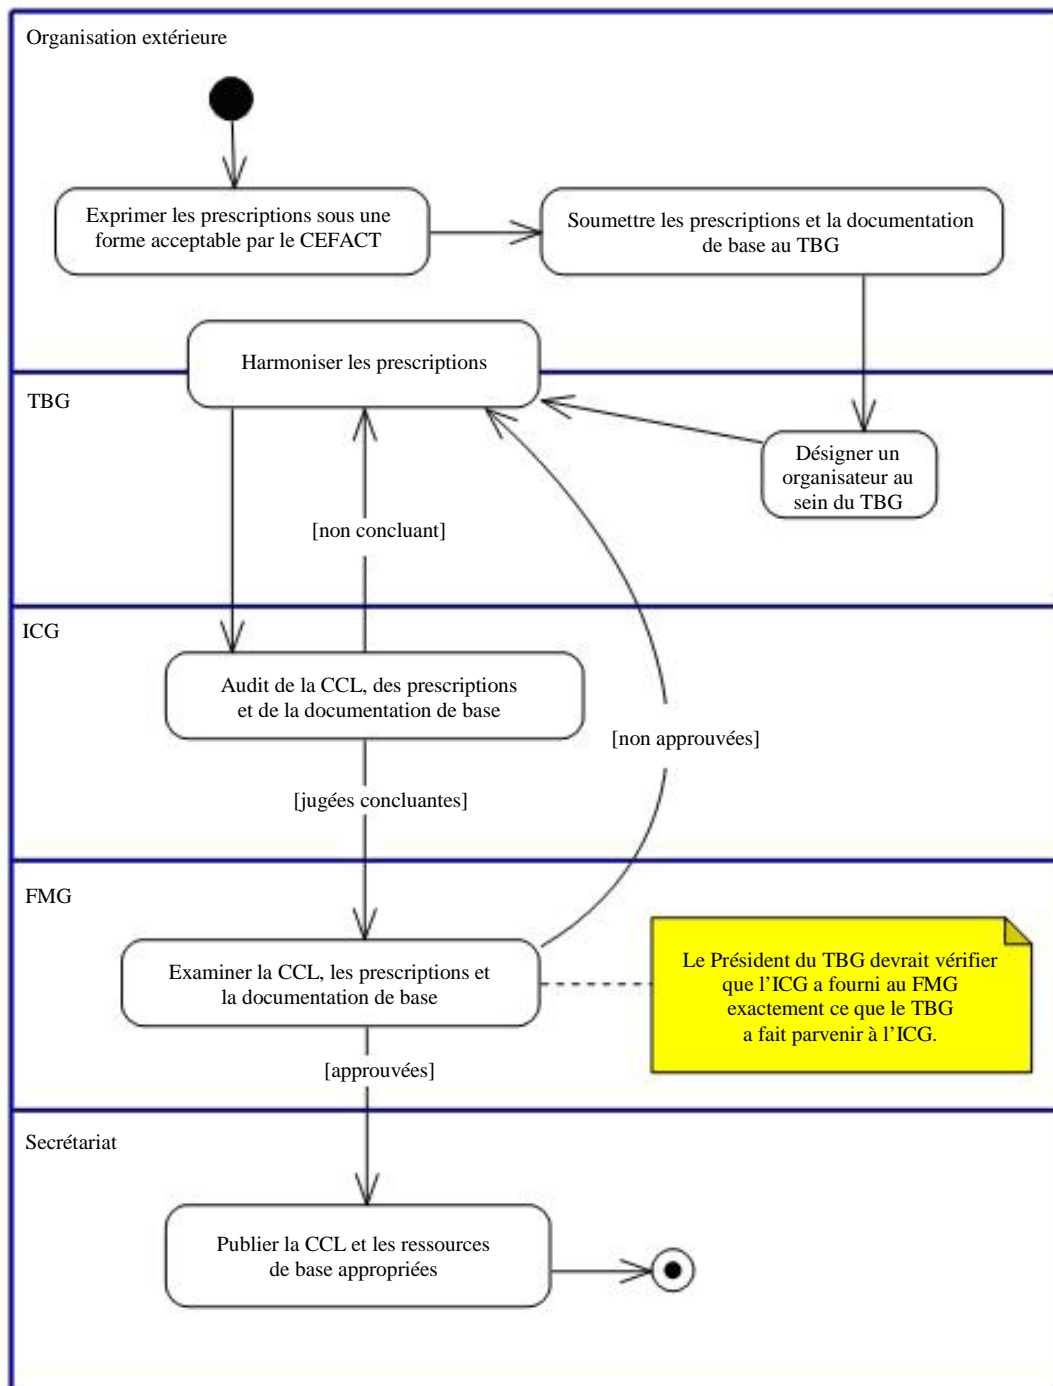 Organisation extérieure
Exprimer les prescriptions sous une
forme acceptable par le CEFACT
Soumettre les prescriptions et la documentation
de base au TBG
Harmoniser les prescriptions
TBG
Désigner un
organisateur au
sein du TBG
[non concluant]
ICG
Audit de la CCL, des prescriptions
et de la documentation de base
[non approuvées]
[jugées concluantes]
FMG
Examiner la CCL, les prescriptions et
la documentation de base
Le Président du TBG devrait vérifier
que l’ICG a fourni au FMG
exactement ce que le TBG
a fait parvenir à l’ICG.
[approuvées]
Secrétariat
Publier la CCL et les ressources
de base appropriées